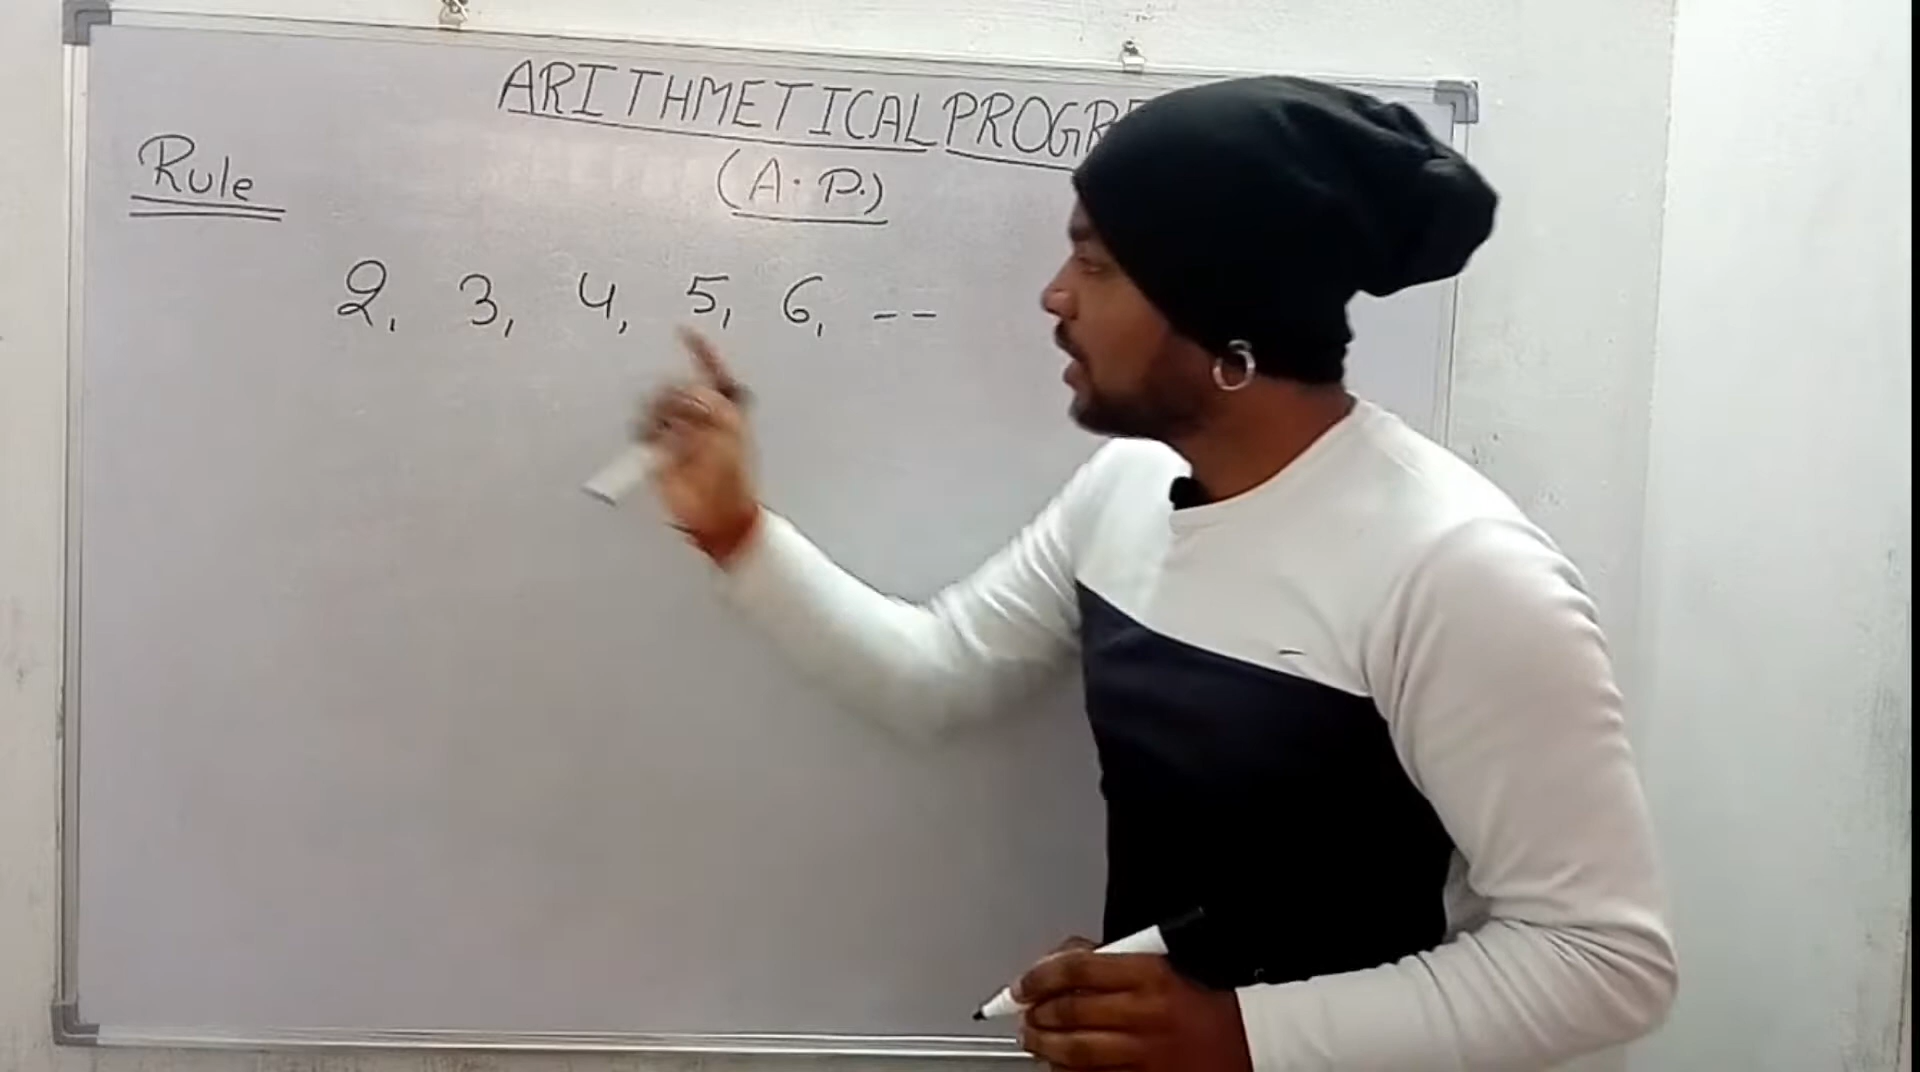 ARITHMETICAL
(A.P.)
Rule
2, 3, 4, 5, 6, --